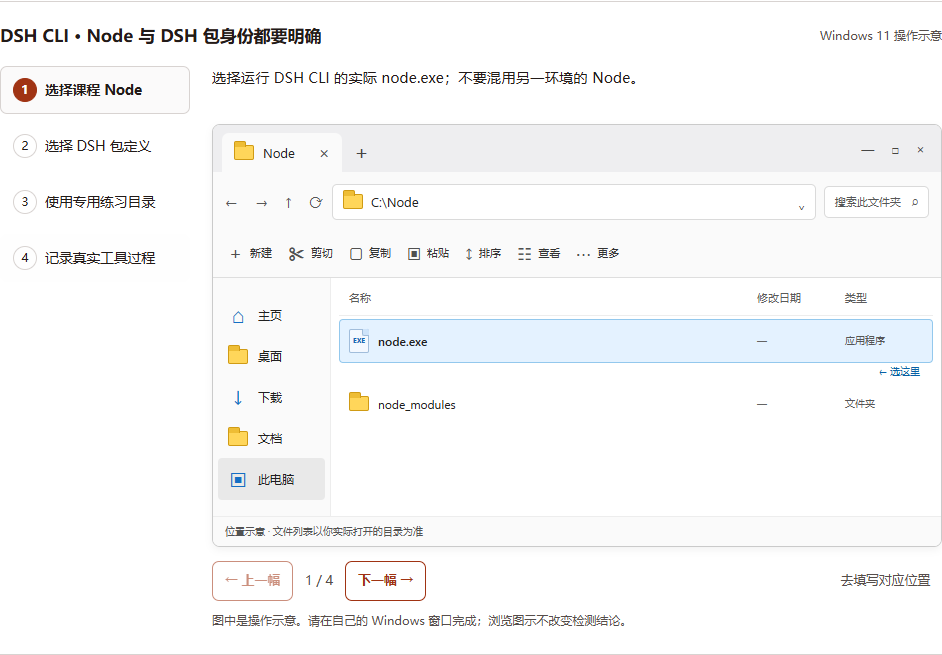 DSH CLI • Node 与 DSH 包身份都要明确
Windows 11 操作示意
1 选择课程 Node
2 选择 DSH 包定义
3 使用专用练习目录
4 记录真实工具过程
选择运行 DSH CLI 的实际 node.exe；不要混用另一环境的 Node。
Node × +
— □ ×
← → ↑ ⟳ C:\Node ⌄ 搜索此文件夹 ⌕
+ 新建 ✂ 剪切 ▢ 复制 ▣ 粘贴 ↕ 排序 ☷ 查看 … 更多
主页
桌面
下载
文档
此电脑
名称 修改日期 类型
EXE node.exe — 应用程序
← 选这里
node_modules — 文件夹
位置示意 · 文件列表以你实际打开的目录为准
← 上一幅 1 / 4 下一幅 →
去填写对应位置
图中是操作示意。请在自己的 Windows 窗口完成；浏览图示不改变检测结论。